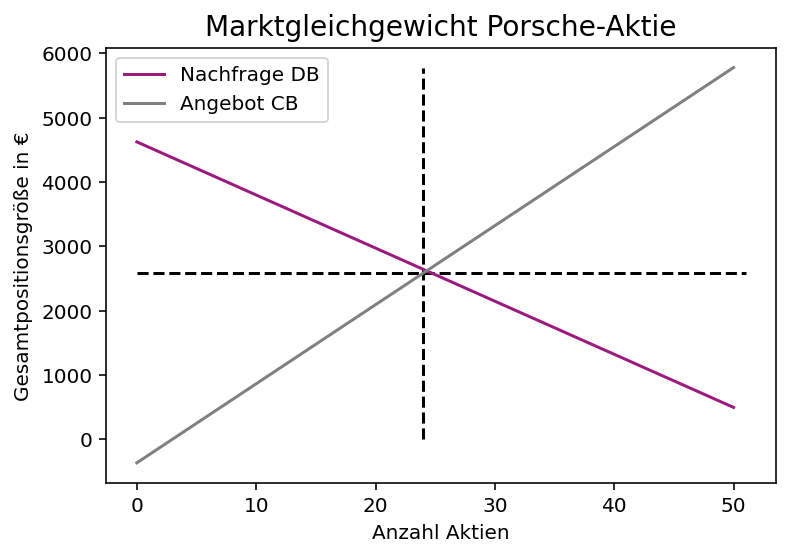 Marktgleichgewicht Porsche-Aktie
Nachfrage DB
Angebot CB
Gesamtpositionsgröße in €
6000
5000
4000
3000
2000
1000
0
0 10 20 30 40 50
Anzahl Aktien